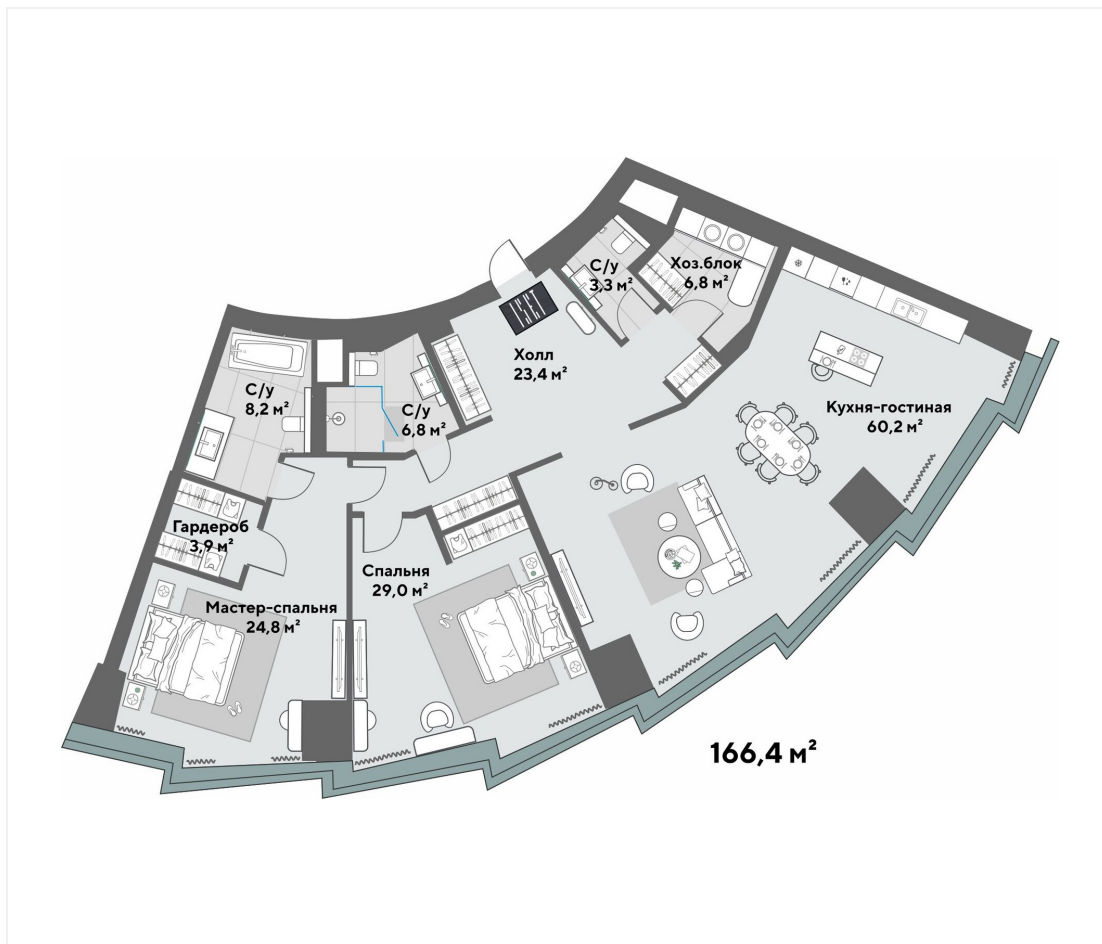 С/у
3,3 м²
Хоз.блок
6,8 м²
ISET
Холл
23,4 м²
С/у
8,2 м²
С/у
6,8 м²
Кухня-гостиная
60,2 м²
Гардероб
3,9 м²
Спальня
29,0 м²
Мастер-спальня
24,8 м²
166,4 м²